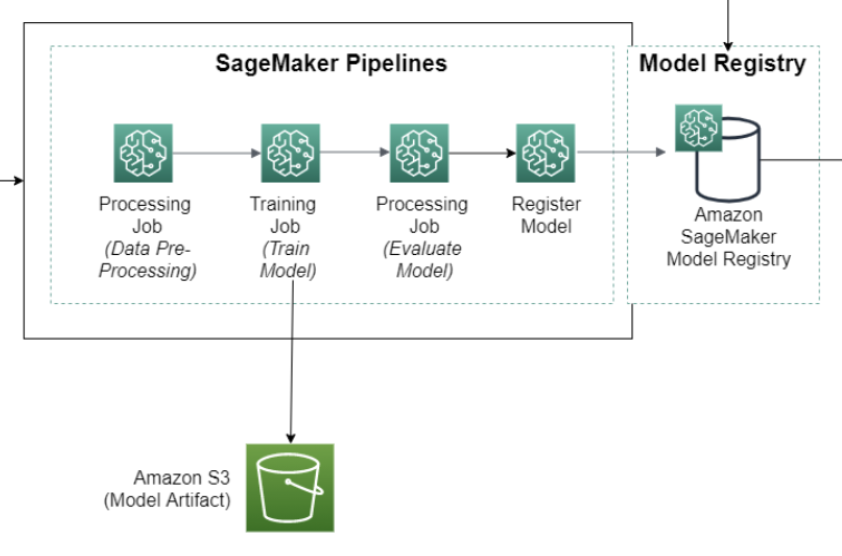 SageMaker Pipelines
Model Registry
Processing
Job
(Data Pre-
Processing)
Training
Job
(Train
Model)
Processing
Job
(Evaluate
Model)
Register
Model
Amazon
SageMaker
Model Registry
Amazon S3
(Model Artifact)